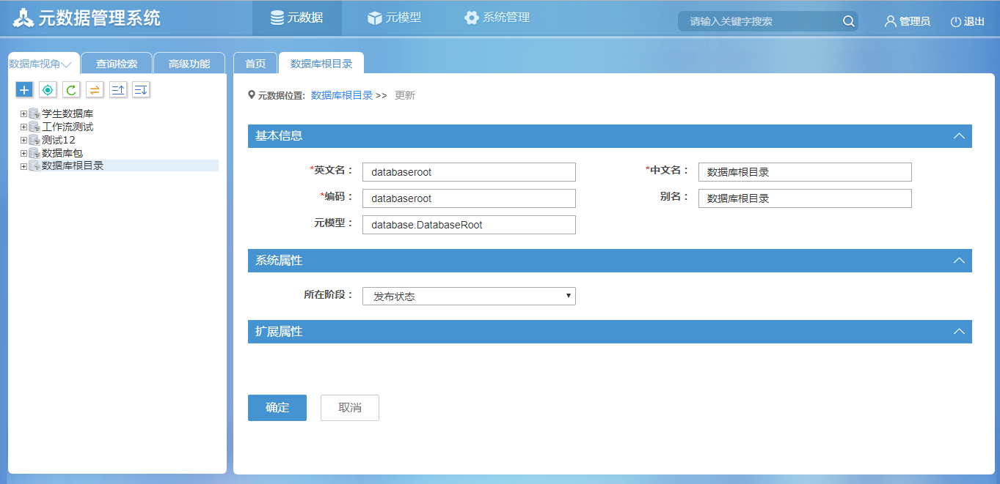 元数据管理系统
元数据
元模型
系统管理
请输入关键字搜索
管理员
退出
数据库视角
查询检索
高级功能
首页
数据库根目录
学生数据库
工作流测试
测试12
数据库包
数据库根目录
元数据位置: 数据库根目录 >> 更新
基本信息
*英文名： databaseroot
*中文名： 数据库根目录
*编码： databaseroot
别名： 数据库根目录
元模型： database.DatabaseRoot
系统属性
所在阶段： 发布状态
扩展属性
确定
取消